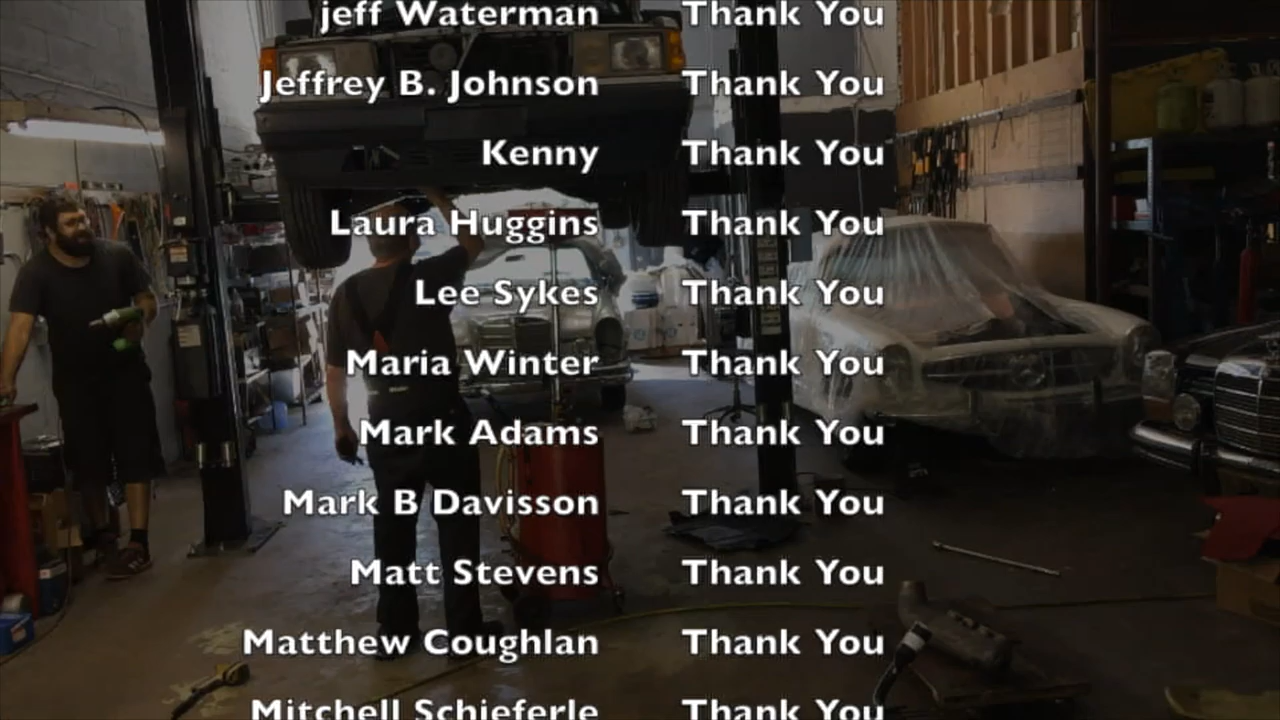 jeff Waterman Thank You
Jeffrey B. Johnson Thank You
Kenny Thank You
Laura Huggins Thank You
Lee Sykes Thank You
Maria Winter Thank You
Mark Adams Thank You
Mark B Davisson Thank You
Matt Stevens Thank You
Matthew Coughlan Thank You
Mitchell Schieferle Thank You